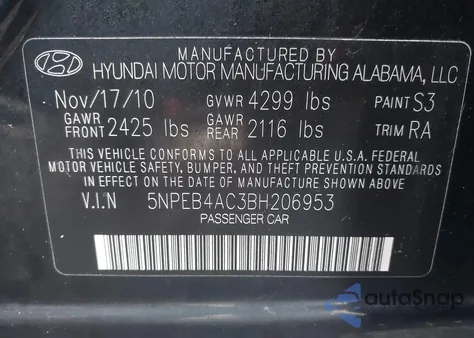 MANUFACTURED BY
HYUNDAI MOTOR MANUFACTURING ALABAMA, LLC
Nov/17/10 GVWR 4299 lbs PAINT S3
GAWR FRONT 2425 lbs GAWR REAR 2116 lbs TRIM RA
THIS VEHICLE CONFORMS TO ALL APPLICABLE U.S.A. FEDERAL
MOTOR VEHICLE SAFETY, BUMPER, AND THEFT PREVENTION STANDARDS
IN EFFECT ON THE DATE OF MANUFACTURE SHOWN ABOVE.
V.I.N 5NPEB4AC3BH206953
PASSENGER CAR
autoSnap